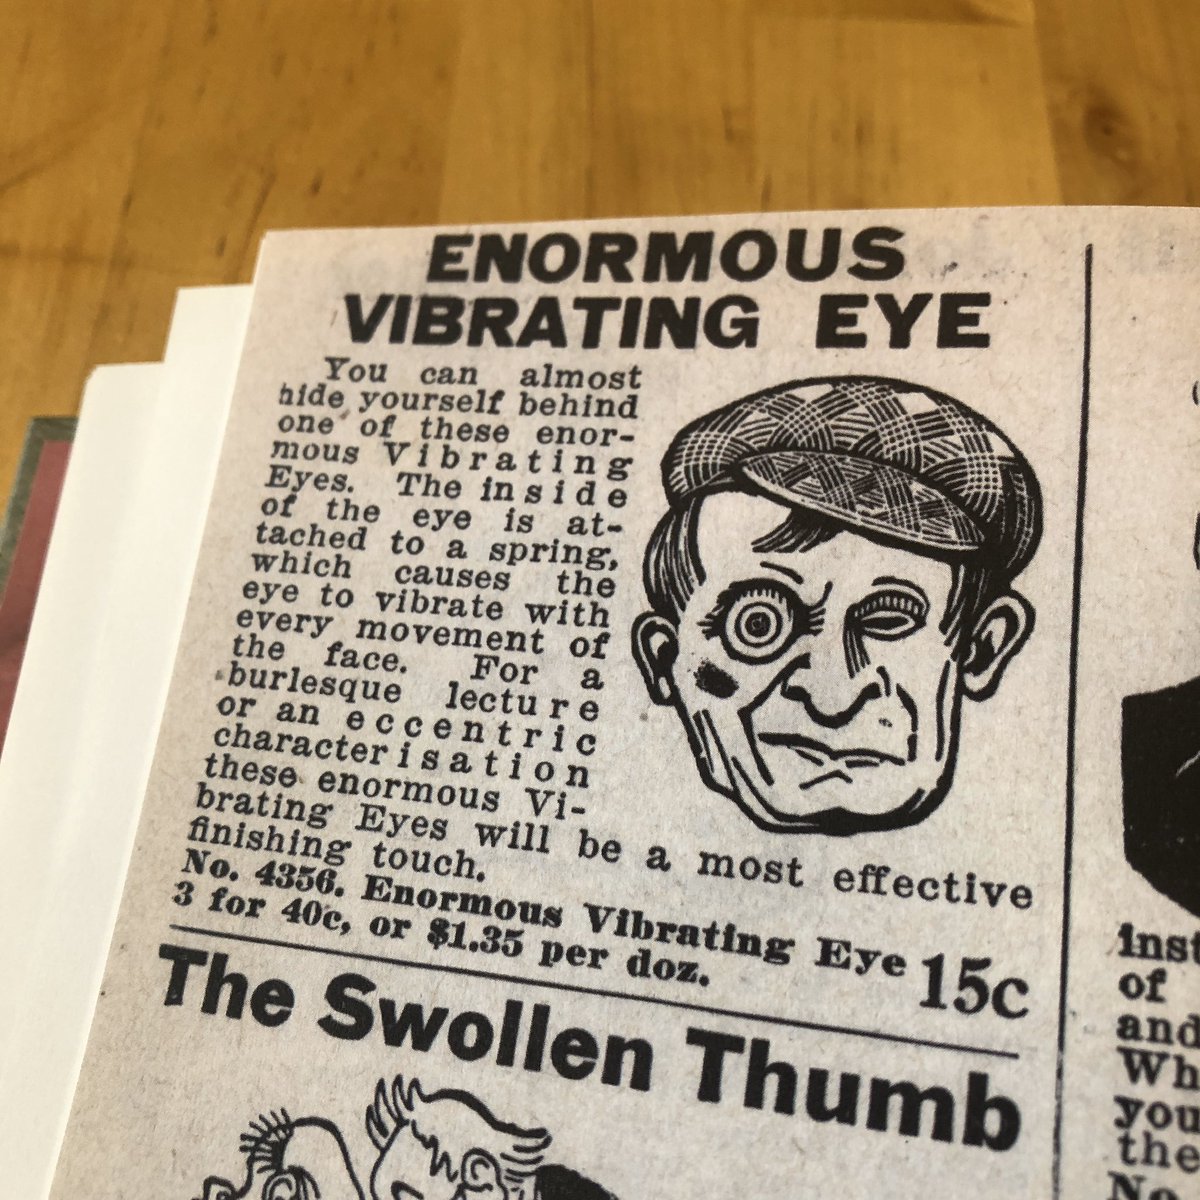 ENORMOUS
VIBRATING EYE
You can almost
hide yourself behind
one of these enor-
mous Vibrating
Eyes. The inside
of the eye is at-
tached to a spring,
which causes the
eye to vibrate with
every movement of
the face. For a
burlesque lecture
or an eccentric
characterisation
these enormous Vi-
brating Eyes will be a most effective
finishing touch.
No. 4356. Enormous Vibrating Eye 15c
3 for 40c, or $1.35 per doz.
The Swollen Thumb
of
and
you
the
No